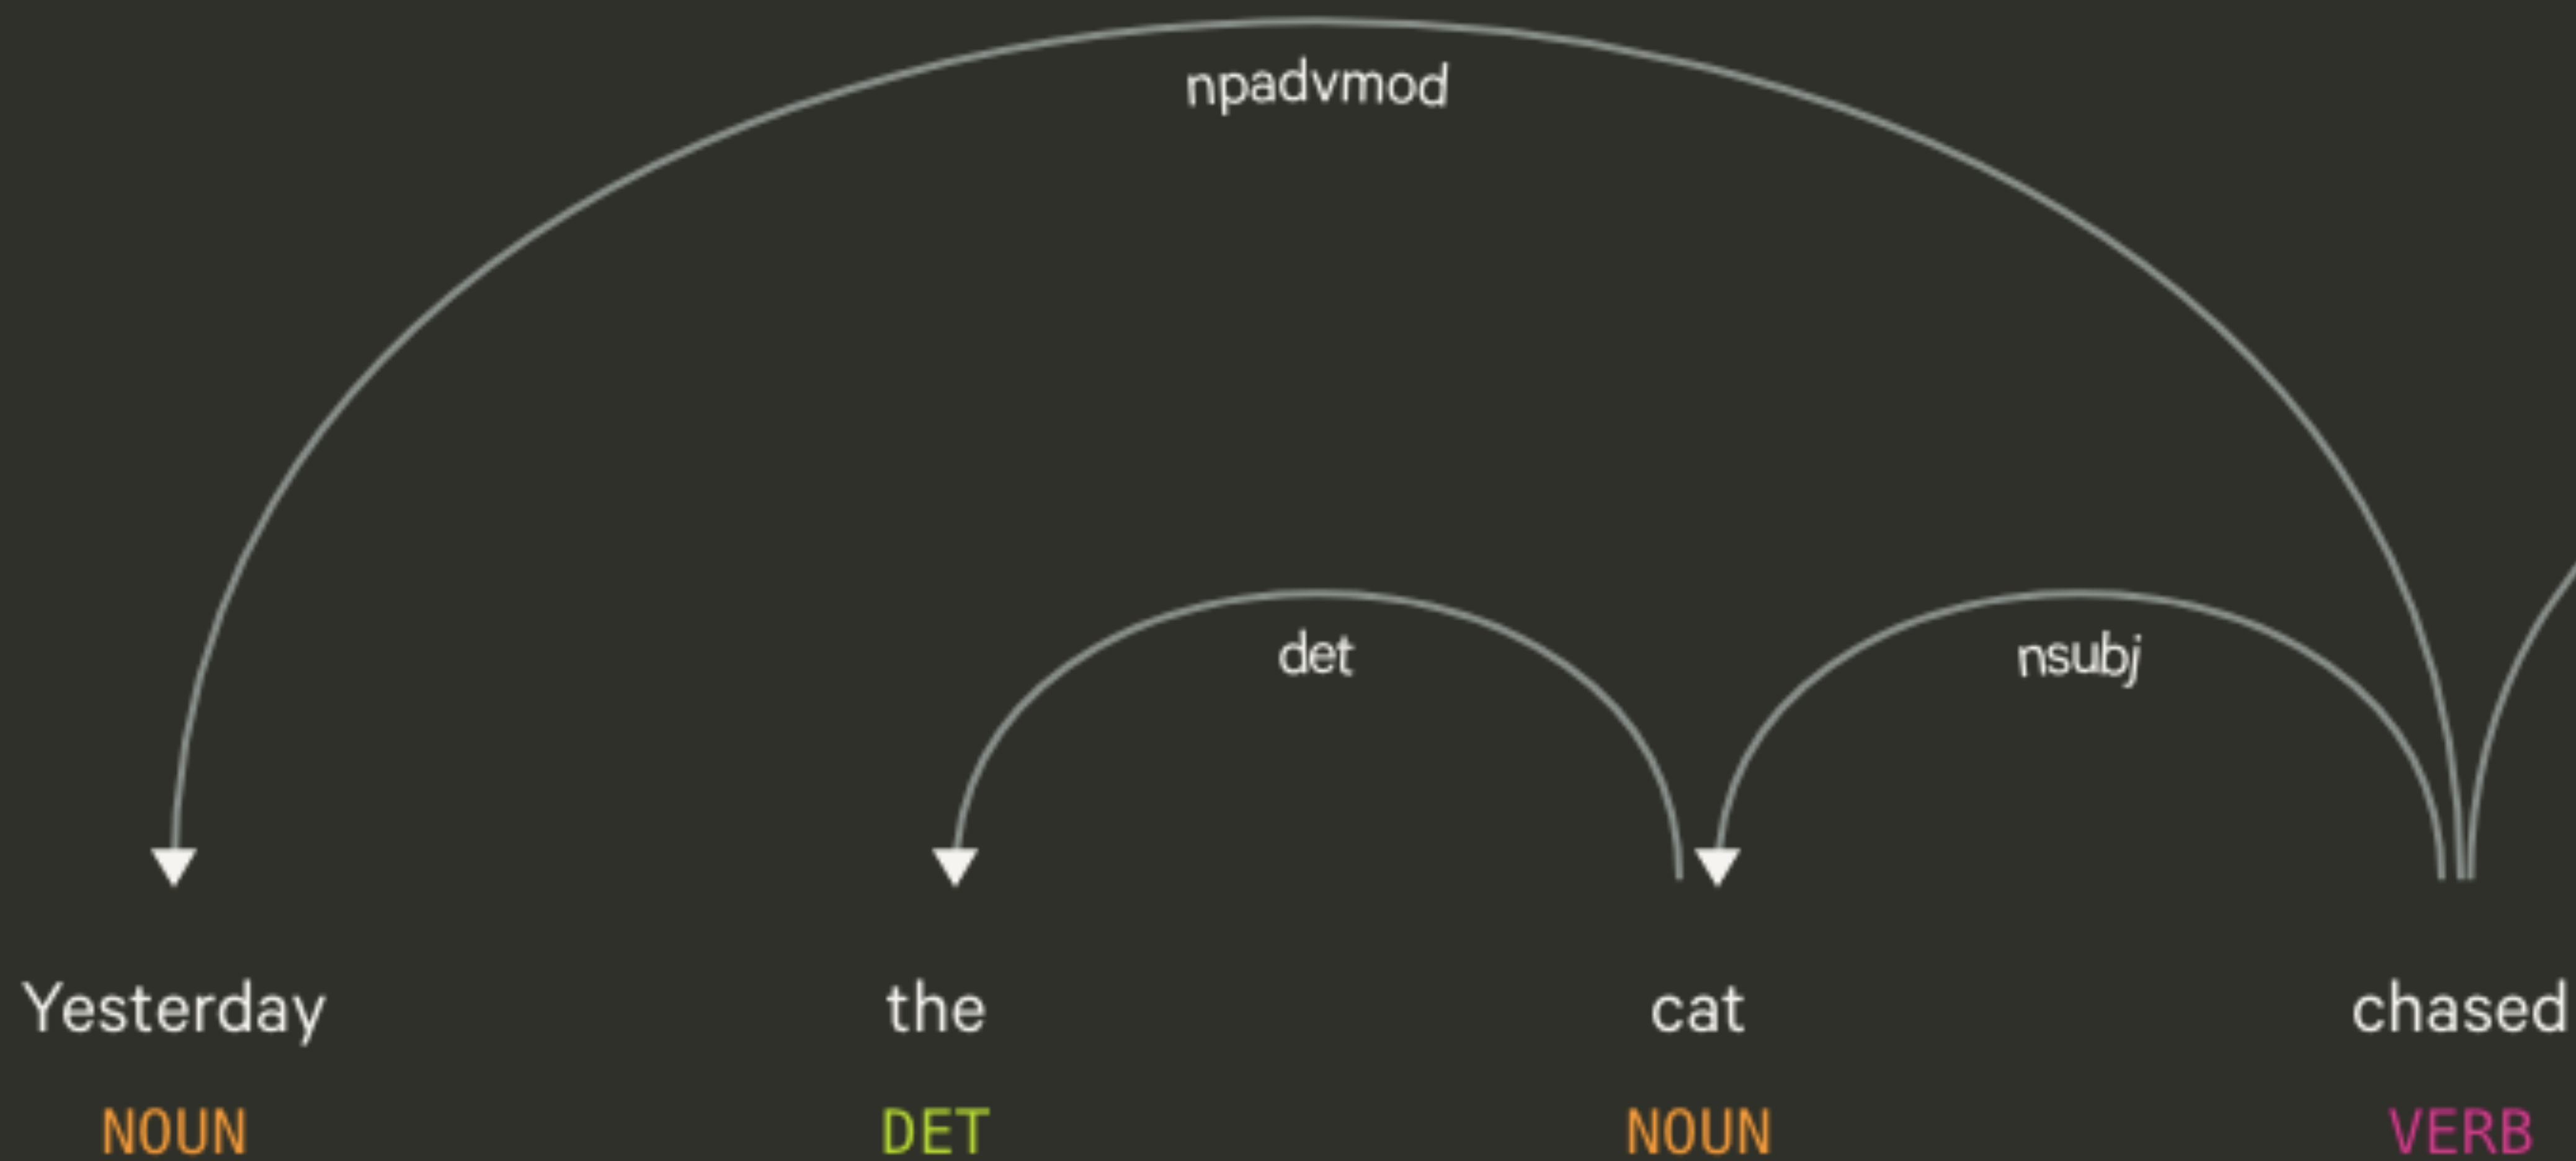 npadvmod
det nsubj
Yesterday the cat chased
NOUN DET NOUN VERB